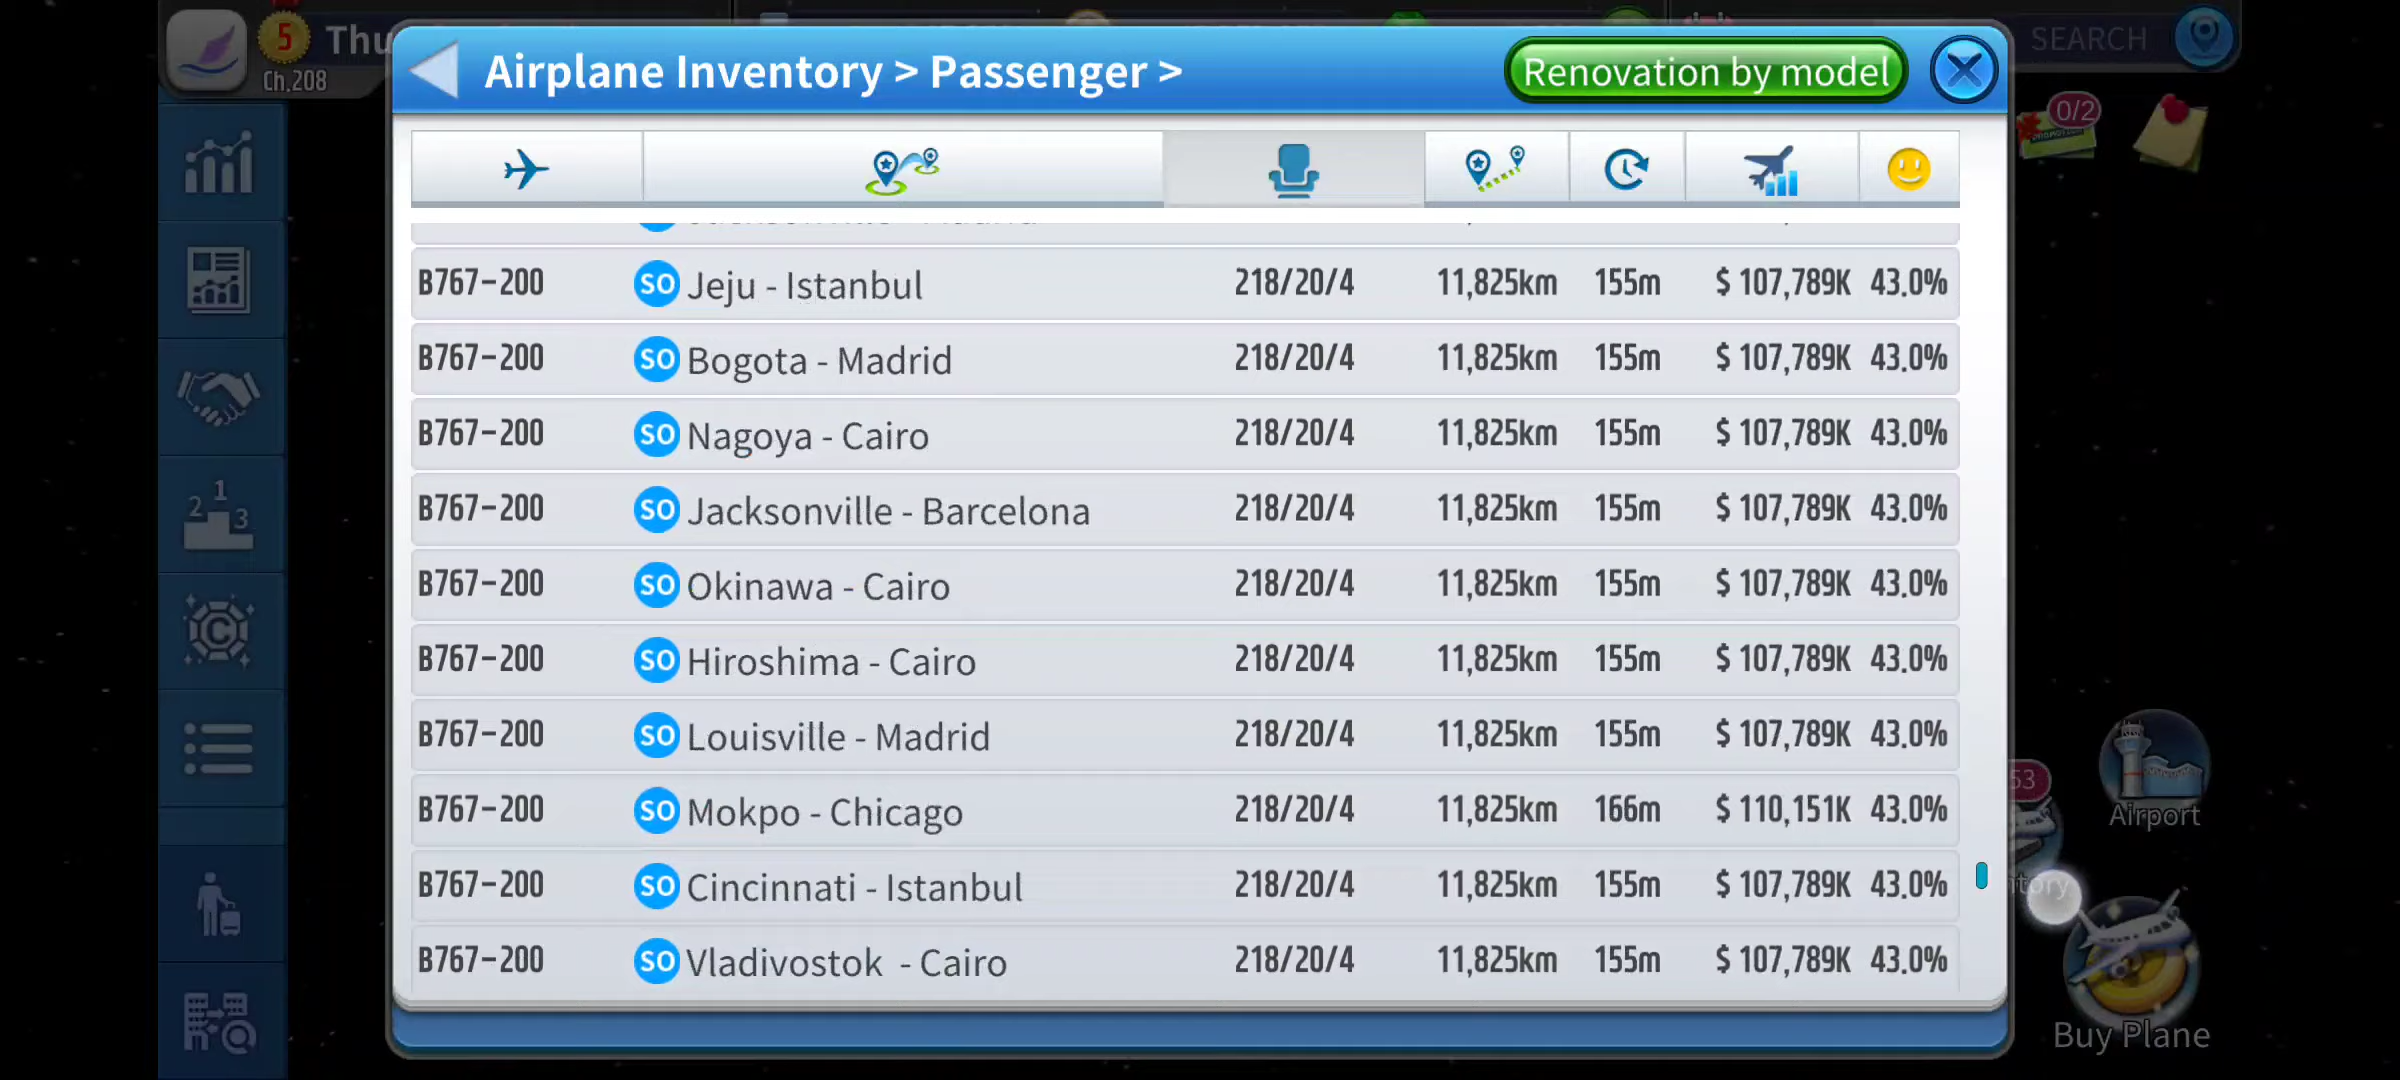 5 Thu
Ch.208
Airplane Inventory > Passenger >
Renovation by model
SEARCH
0/2
B767-200 SO Jeju - Istanbul 218/20/4 11,825km 155m $ 107,789K 43.0%
B767-200 SO Bogota - Madrid 218/20/4 11,825km 155m $ 107,789K 43.0%
B767-200 SO Nagoya - Cairo 218/20/4 11,825km 155m $ 107,789K 43.0%
B767-200 SO Jacksonville - Barcelona 218/20/4 11,825km 155m $ 107,789K 43.0%
B767-200 SO Okinawa - Cairo 218/20/4 11,825km 155m $ 107,789K 43.0%
B767-200 SO Hiroshima - Cairo 218/20/4 11,825km 155m $ 107,789K 43.0%
B767-200 SO Louisville - Madrid 218/20/4 11,825km 155m $ 107,789K 43.0%
B767-200 SO Mokpo - Chicago 218/20/4 11,825km 166m $ 110,151K 43.0%
B767-200 SO Cincinnati - Istanbul 218/20/4 11,825km 155m $ 107,789K 43.0%
B767-200 SO Vladivostok - Cairo 218/20/4 11,825km 155m $ 107,789K 43.0%
2 1 3
C
53
Airport
tory
Buy Plane